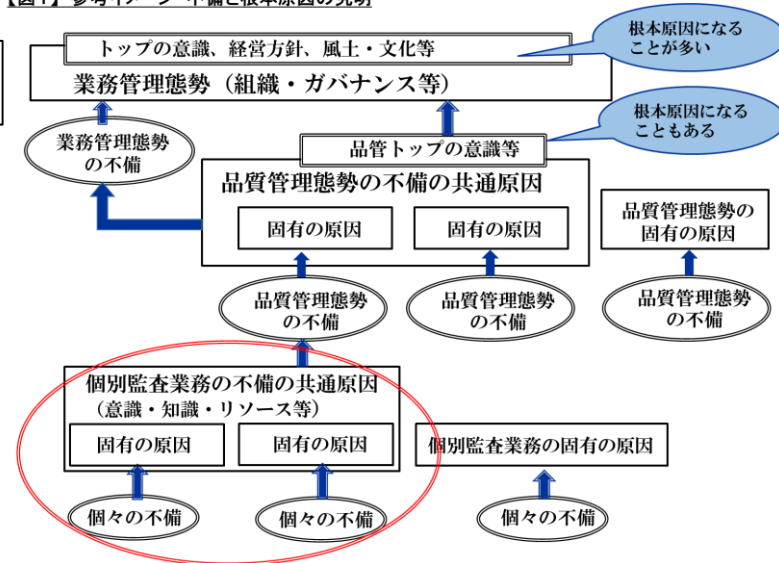 【図１】 参考イメージ 不備と根本原因の究明
トップの意識、経営方針、風土・文化等
業務管理態勢（組織・ガバナンス等）
根本原因になる
ことが多い
業務管理態勢
の不備
品管トップの意識等
根本原因になる
こともある
品質管理態勢の不備の共通原因
固有の原因
固有の原因
品質管理態勢の
固有の原因
品質管理態勢
の不備
品質管理態勢
の不備
品質管理態勢
の不備
個別監査業務の不備の共通原因
（意識・知識・リソース等）
固有の原因
固有の原因
個別監査業務の固有の原因
個々の不備
個々の不備
個々の不備